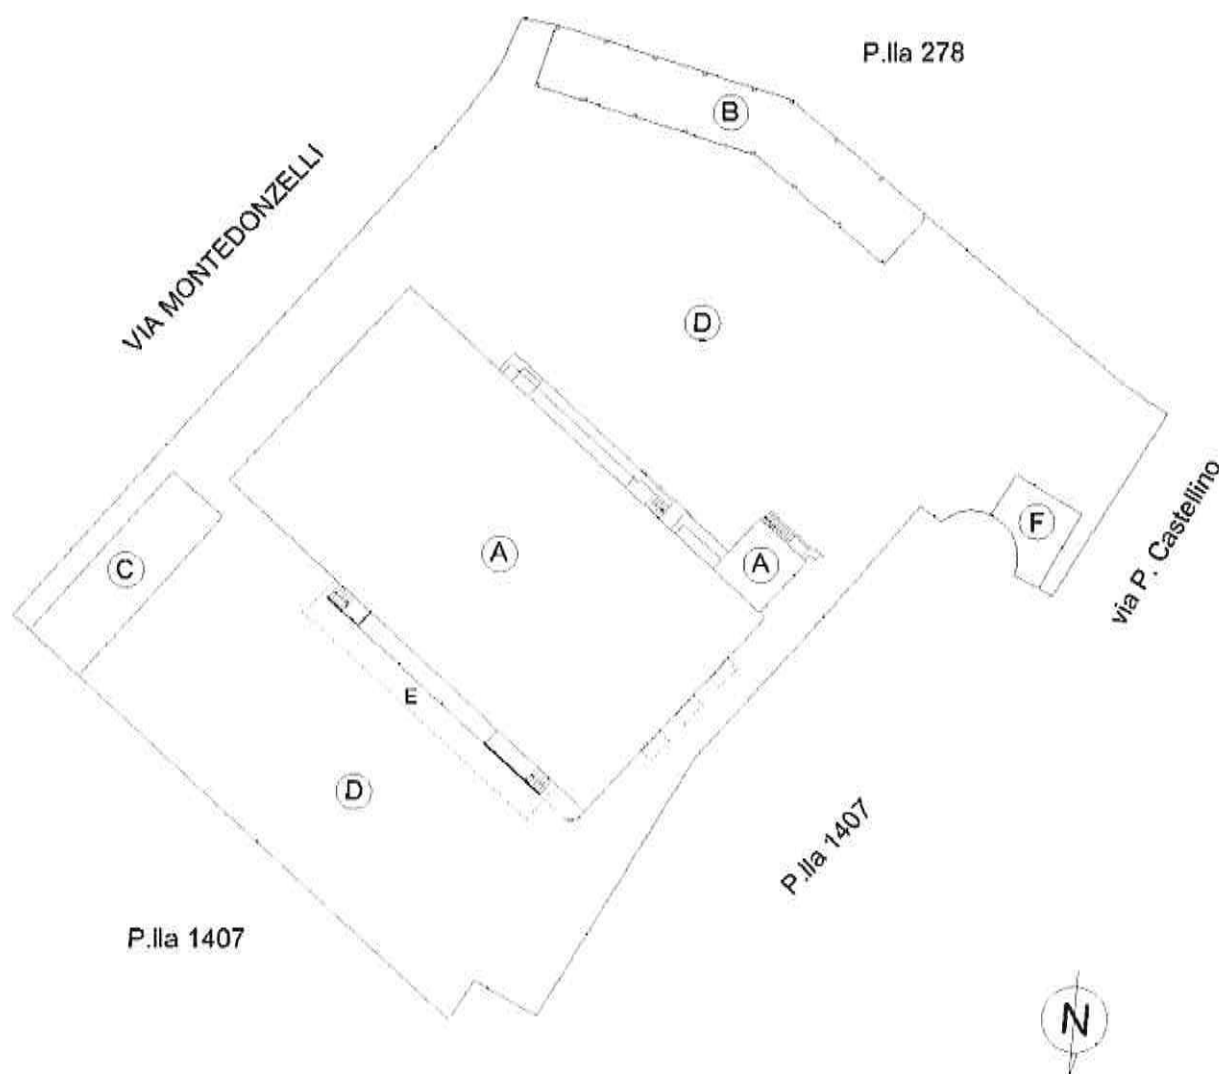 P.lla 278
B
VIA MONTEDONZELLI
D
A
A
F
C
via P. Castellino
E
D
P.lla 1407
P.lla 1407
N